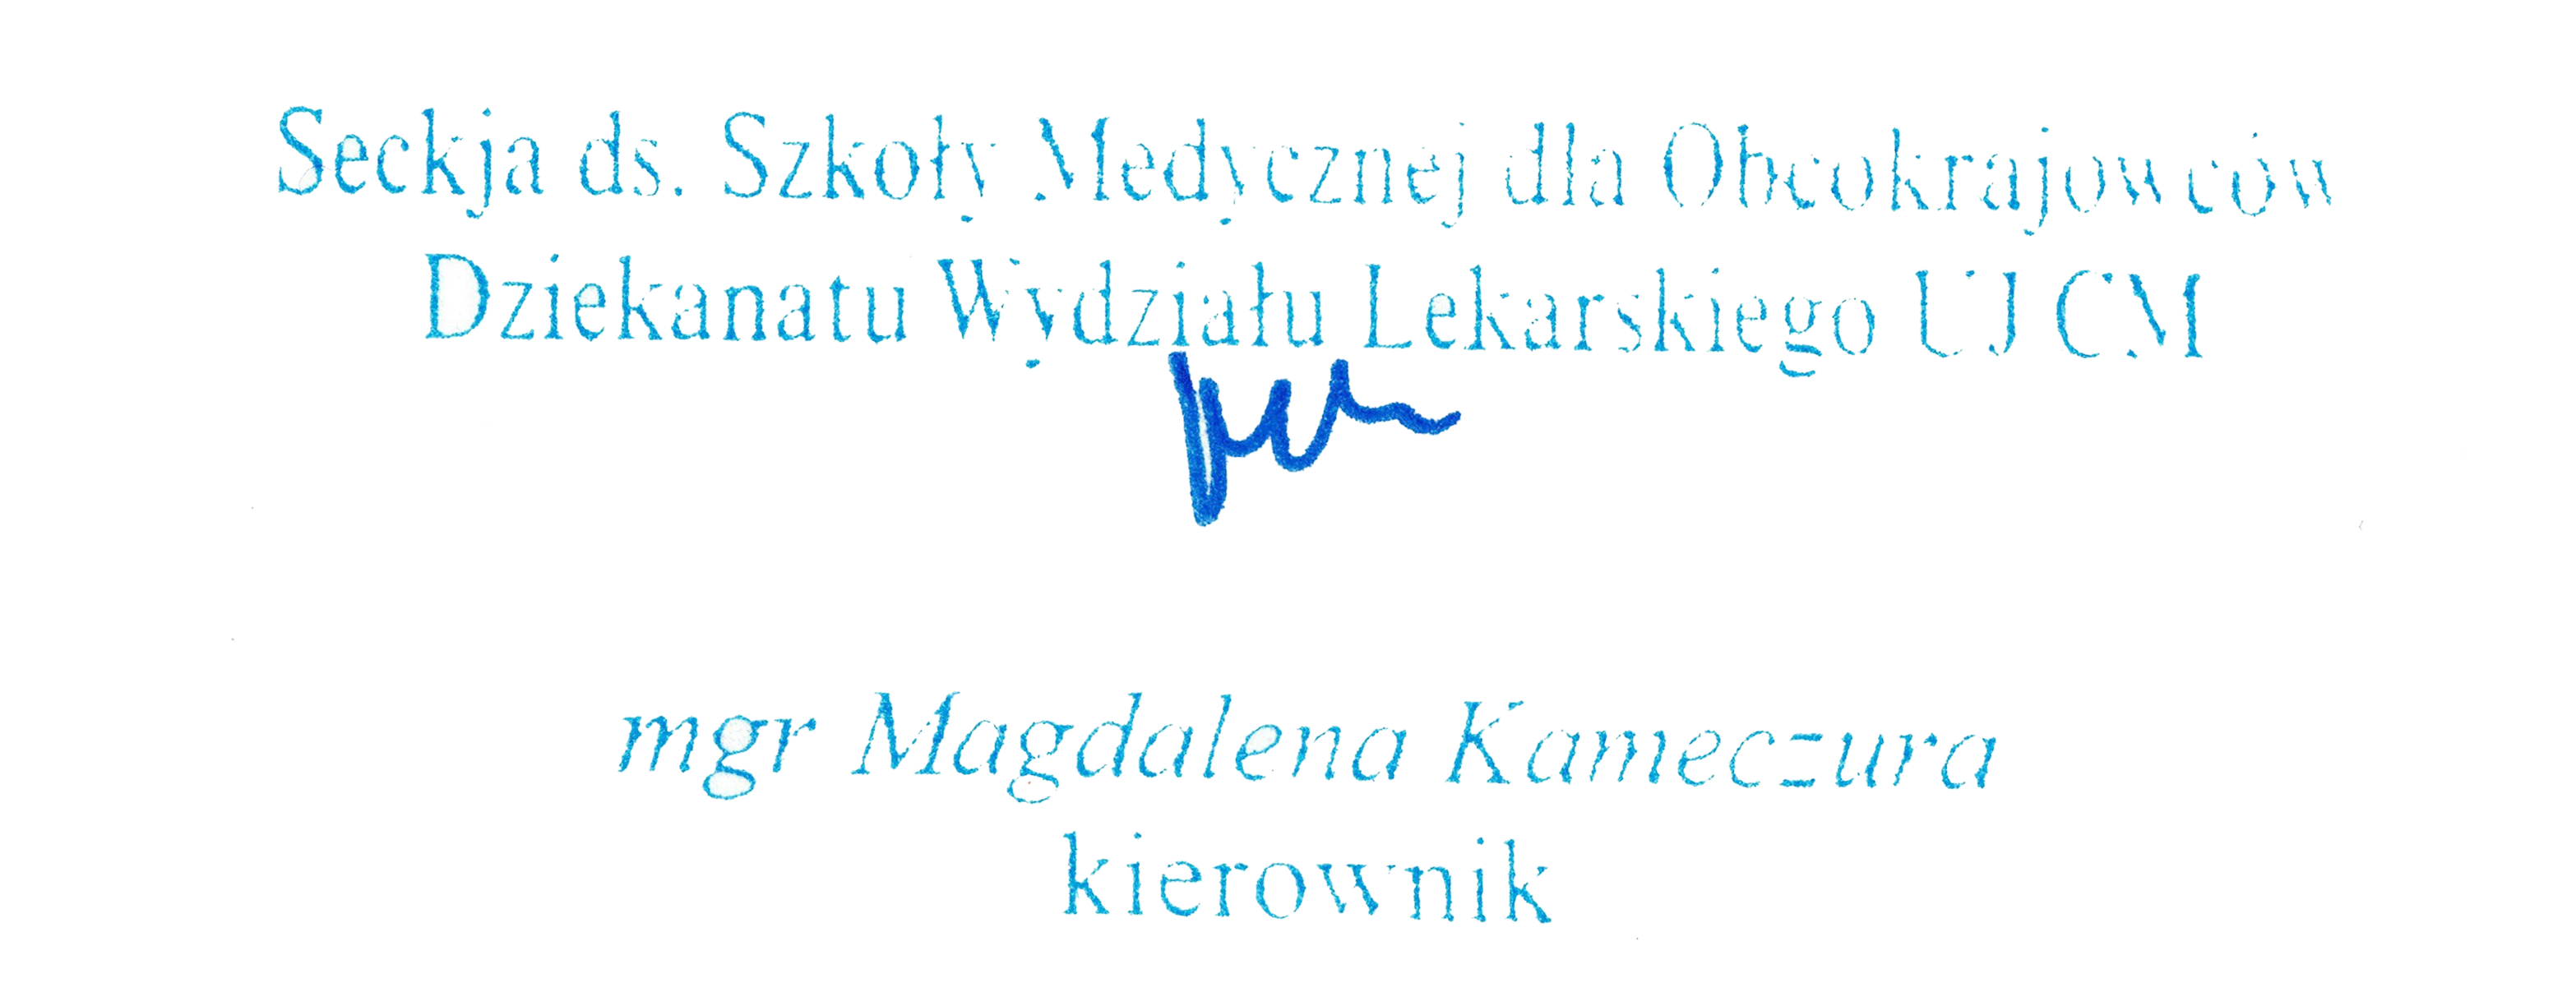 Seckja ds. Szkoły Medycznej dla Obcokrajowców
Dziekanatu Wydziału Lekarskiego UJ CM
mgr Magdalena Kameczura
kierownik